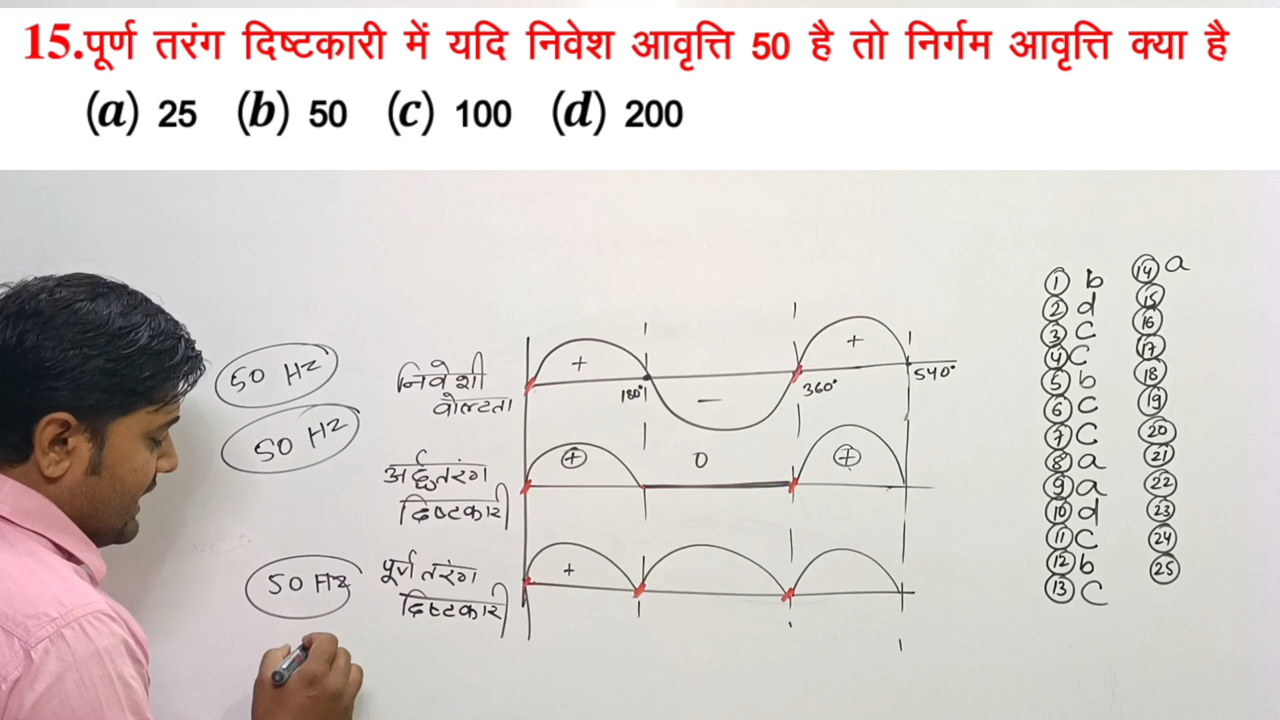 15.पूर्ण तरंग दिष्टकारी में यदि निवेश आवृत्ति 50 है तो निर्गम आवृत्ति क्या है
(a) 25 (b) 50 (c) 100 (d) 200
50 Hz
50 Hz
50 Hz
निवेशी
वोल्टता
+
-
+
180°
360°
540°
अर्द्धतरंग
दिष्टकारी
+
0
+
पूर्ण तरंग
दिष्टकारी
+
1 b
2 d
3 c
4 c
5 b
6 c
7 c
8 a
9 a
10 d
11 c
12 b
13 c
14 a
15
16
17
18
19
20
21
22
23
24
25